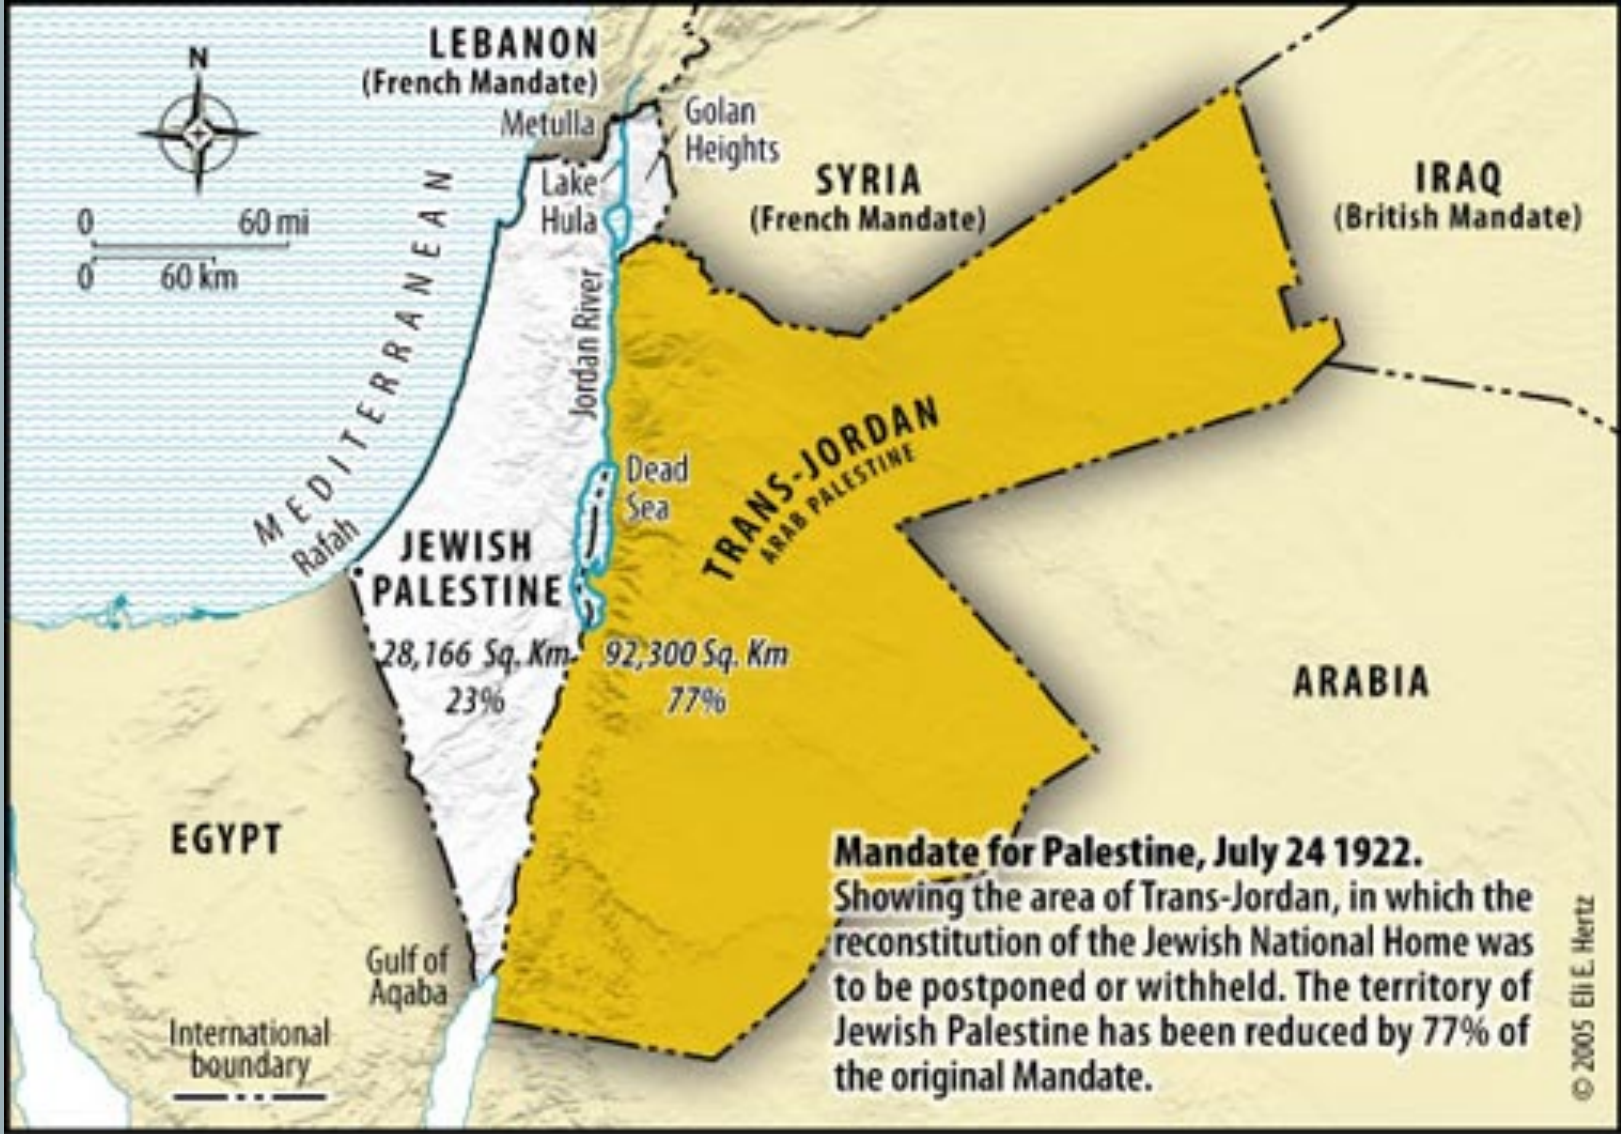 N
LEBANON
(French Mandate)
Metulla
Golan
Heights
Lake
Hula
SYRIA
(French Mandate)
IRAQ
(British Mandate)
0 60 mi
0 60 km
MEDITERRANEAN
Jordan River
Rafah
Dead
Sea
TRANS-JORDAN
ARAB PALESTINE
JEWISH
PALESTINE
28,166 Sq. Km
23%
92,300 Sq. Km
77%
ARABIA
EGYPT
Gulf of
Aqaba
International
boundary
Mandate for Palestine, July 24 1922.
Showing the area of Trans-Jordan, in which the
reconstitution of the Jewish National Home was
to be postponed or withheld. The territory of
Jewish Palestine has been reduced by 77% of
the original Mandate.
© 2005 Eli E. Hertz